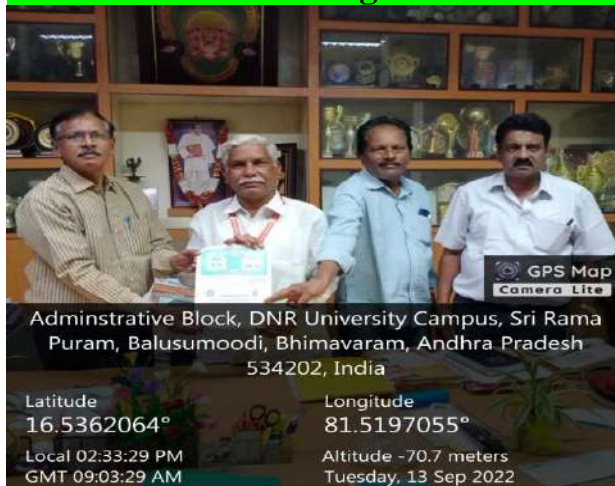 GPS Map
Camera Lite
Adminstrative Block, DNR University Campus, Sri Rama
Puram, Balusumoodi, Bhimavaram, Andhra Pradesh
534202, India
Latitude
16.5362064°
Longitude
81.5197055°
Local 02:33:29 PM
GMT 09:03:29 AM
Altitude -70.7 meters
Tuesday, 13 Sep 2022